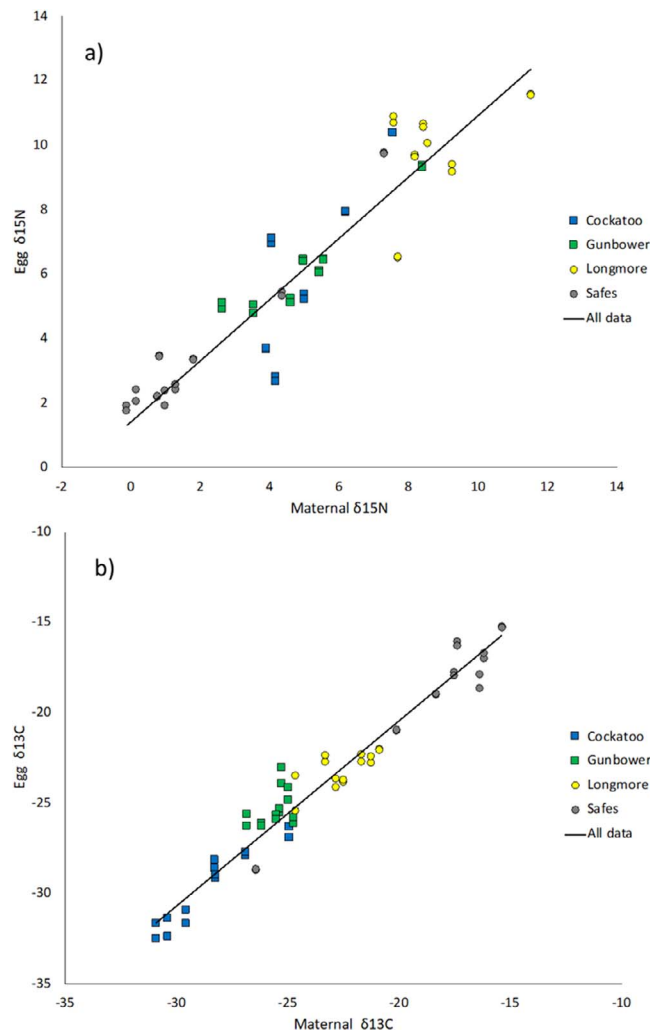 14
a)
12
10
8
6
4
2
0
-2 0 2 4 6 8 10 12 14
Egg δ15N
Maternal δ15N
Cockatoo
Gunbower
Longmore
Safes
All data
-10
b)
-15
-20
-25
-30
-35
-35 -30 -25 -20 -15 -10
Egg δ13C
Maternal δ13C
Cockatoo
Gunbower
Longmore
Safes
All data